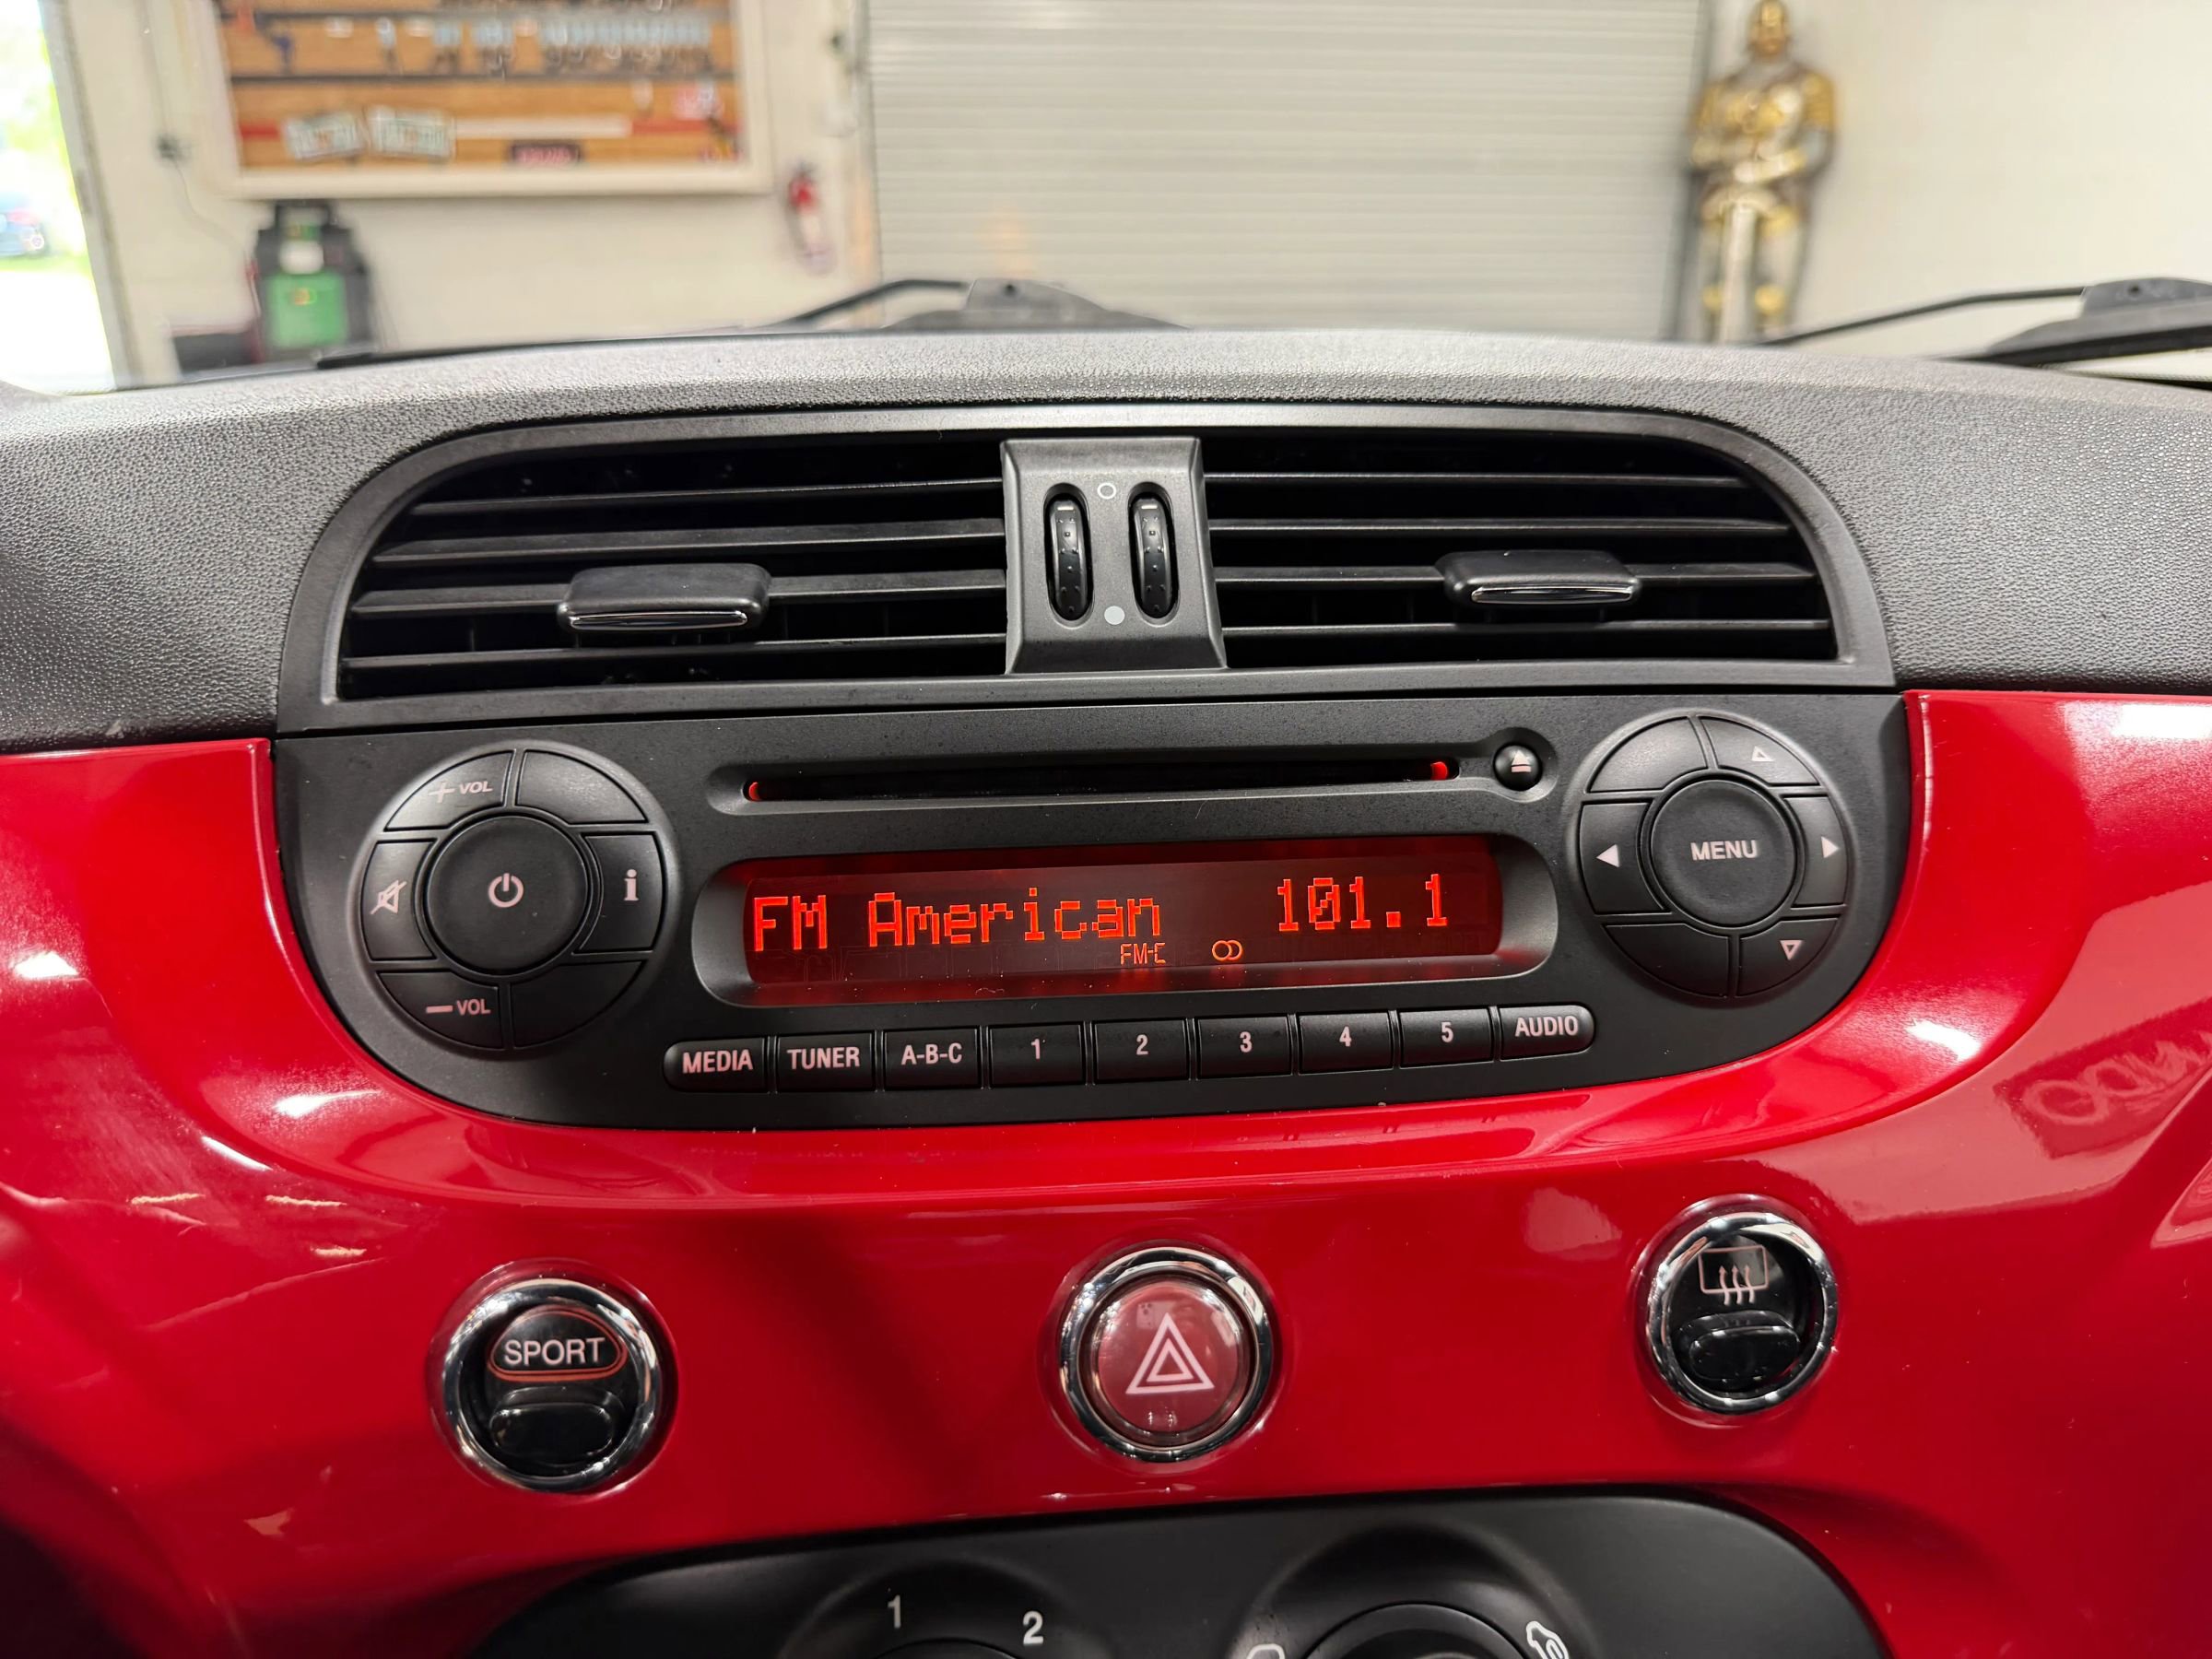 + VOL
i
MENU
FM American 101.1
FM-C
— VOL
MEDIA TUNER A-B-C 1 2 3 4 5 AUDIO
SPORT
1 2